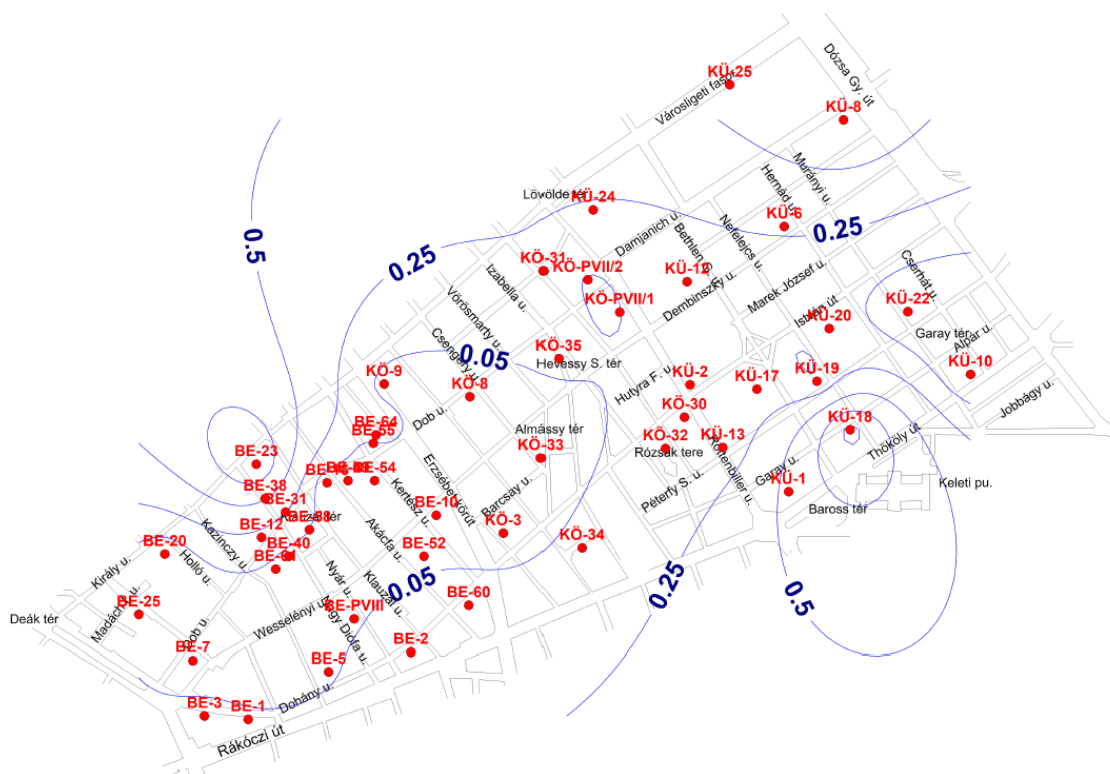 KÜ-25
Dózsa Gy. út
Városligeti fasor
KÜ-8
Murányi u.
Hernád u.
Lövölde tér
KÜ-24
KÜ-6
0.25
Damjanich u.
Nefelejcs u.
Bethlen G. u.
0.5
0.25
KÖ-31
KÖ-PVII/2
KÜ-12
Cserhát u.
Izabella u.
Dembinszky u.
Marek József u.
KÖ-PVII/1
Vörösmarty u.
István út
KÜ-22
KÜ-20
Garay tér
Alpár u.
Csengery u.
0.05
KÖ-35
Hevessy S. tér
KÜ-10
KÖ-9
KÖ-8
Hutyra F. u.
KÜ-2
KÜ-17
KÜ-19
Jobbágy u.
Dob u.
BE-64
BE-55
Almássy tér
KÖ-30
KÜ-18
KÖ-33
KÖ-32
Rózsák tere
KÜ-13
Rottenbiller u.
Thököly út
BE-23
Erzsébet körút
Barcsay u.
Péterfy S. u.
Garay u.
Keleti pu.
BE-54
BE-38
Kertész u.
KÜ-1
Baross tér
BE-31
BE-10
KÖ-3
BE-12
Kazinczy u.
Akácfa u.
KÖ-34
BE-20
BE-40
BE-52
Király u.
Holló u.
Nyár u.
Klauzál u.
0.05
0.25
0.5
BE-25
Madách u.
BE-PVIII
BE-60
Deák tér
Wesselényi u.
Nagy Diófa u.
Dob u.
BE-7
BE-2
BE-5
Dohány u.
BE-3
BE-1
Rákóczi út